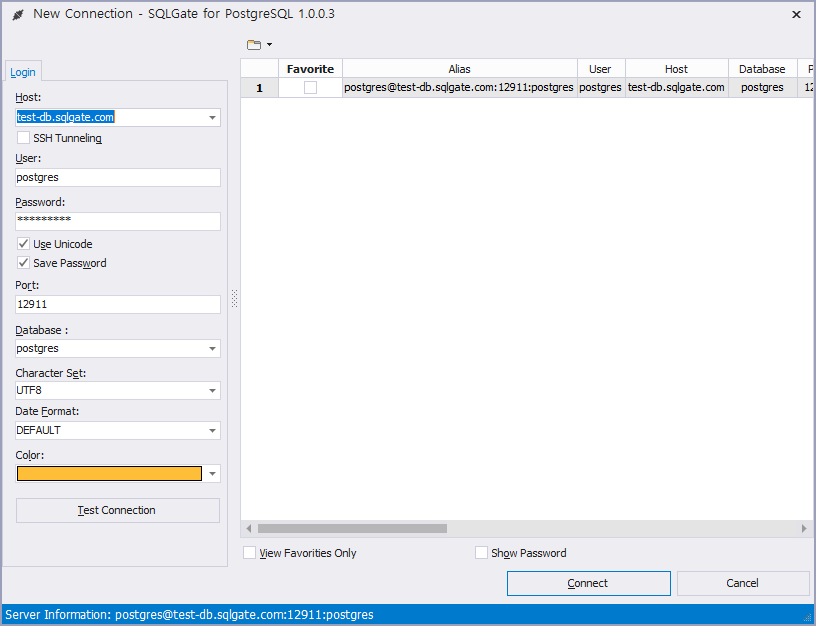 New Connection - SQLGate for PostgreSQL 1.0.0.3
Login
Host:
test-db.sqlgate.com
SSH Tunneling
User:
postgres
Password:
*********
Use Unicode
Save Password
Port:
12911
Database :
postgres
Character Set:
UTF8
Date Format:
DEFAULT
Color:
Test Connection
Favorite Alias User Host Database P
1 postgres@test-db.sqlgate.com:12911:postgres postgres test-db.sqlgate.com postgres 12
View Favorities Only Show Password
Connect Cancel
Server Information: postgres@test-db.sqlgate.com:12911:postgres